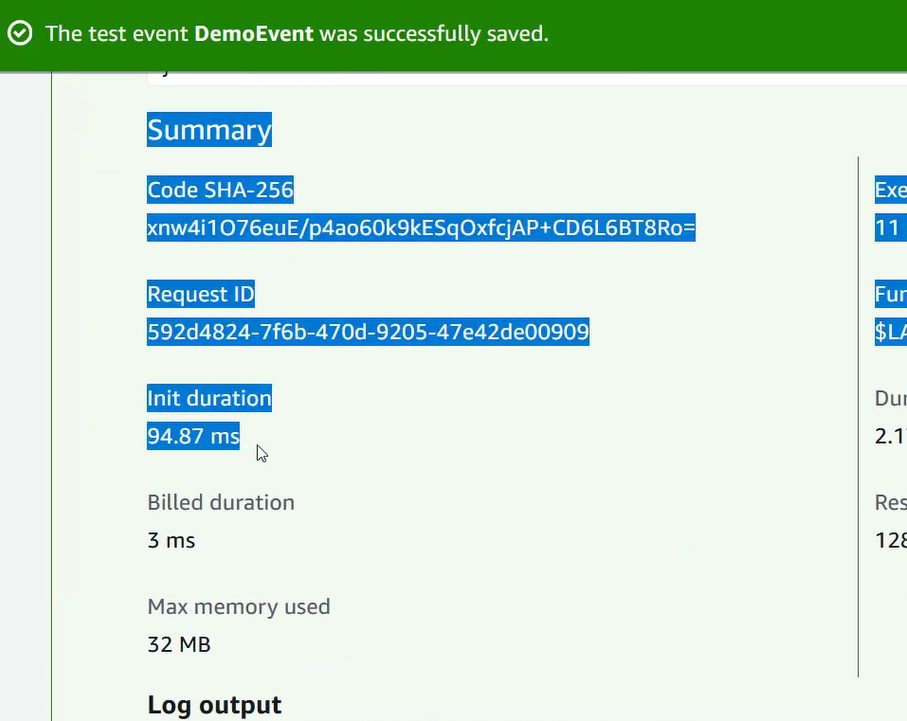 The test event DemoEvent was successfully saved.
Summary
Code SHA-256
xnw4i1O76euE/p4ao60k9kESqOxfcjAP+CD6L6BT8Ro=
Request ID
592d4824-7f6b-470d-9205-47e42de00909
Init duration
94.87 ms
Billed duration
3 ms
Max memory used
32 MB
Exe
11
Fun
$LA
Dur
2.1
Res
128
Log output